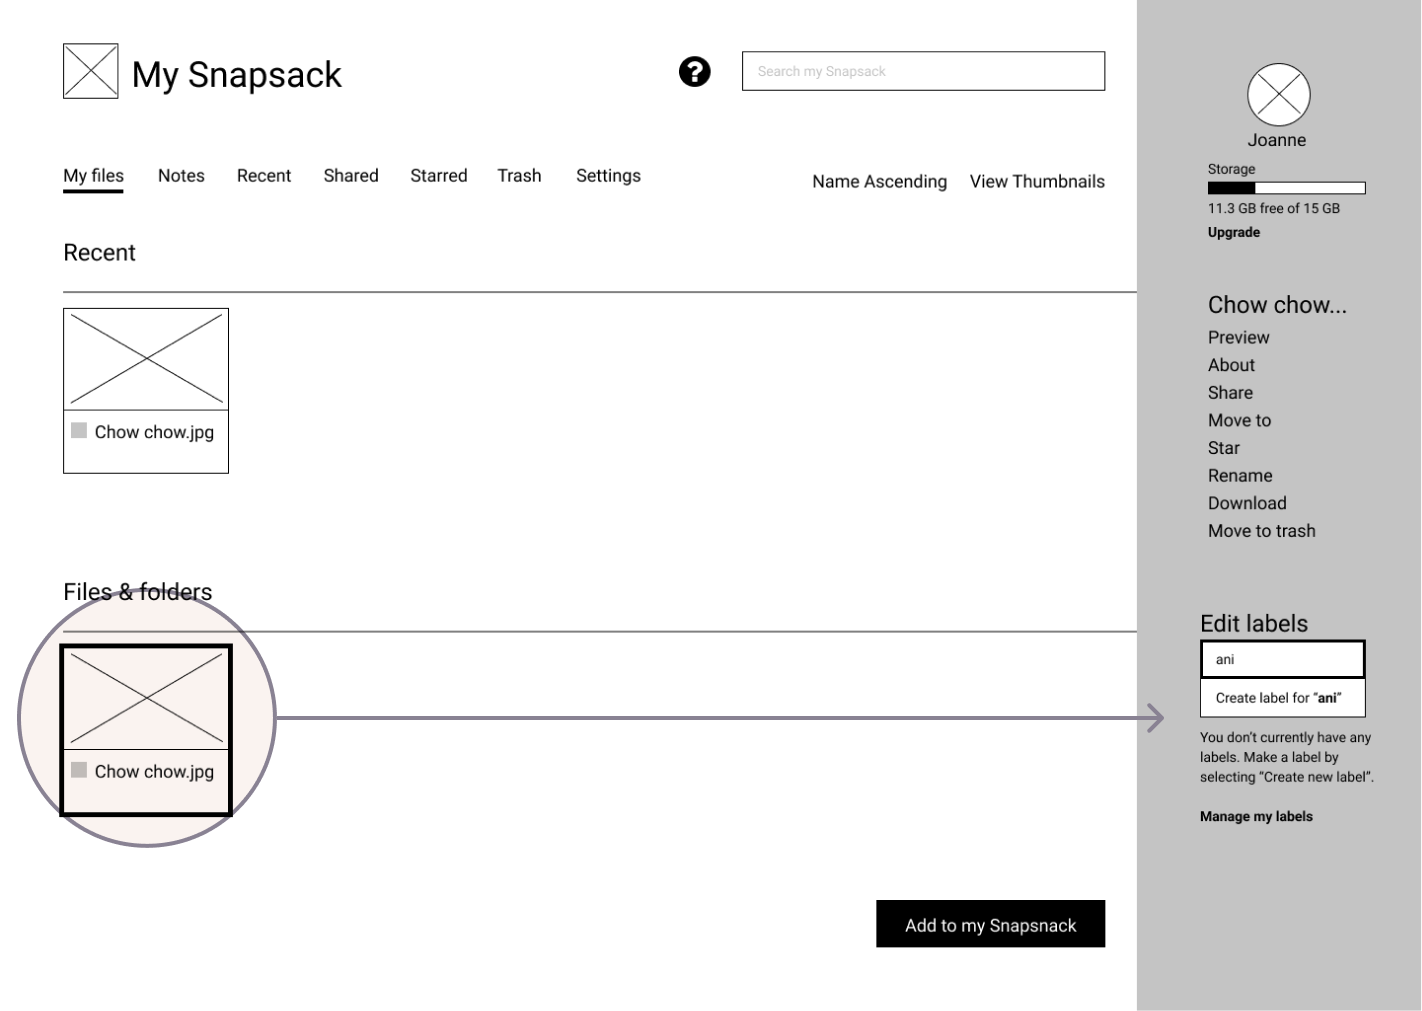 My Snapsack
?
Search my Snapsack
My files
Notes
Recent
Shared
Starred
Trash
Settings
Name Ascending
View Thumbnails
Recent
Chow chow.jpg
Files & folders
Chow chow.jpg
Add to my Snapsnack
Joanne
Storage
11.3 GB free of 15 GB
Upgrade
Chow chow...
Preview
About
Share
Move to
Star
Rename
Download
Move to trash
Edit labels
ani
Create label for “ani”
You don’t currently have any
labels. Make a label by
selecting “Create new label”.
Manage my labels